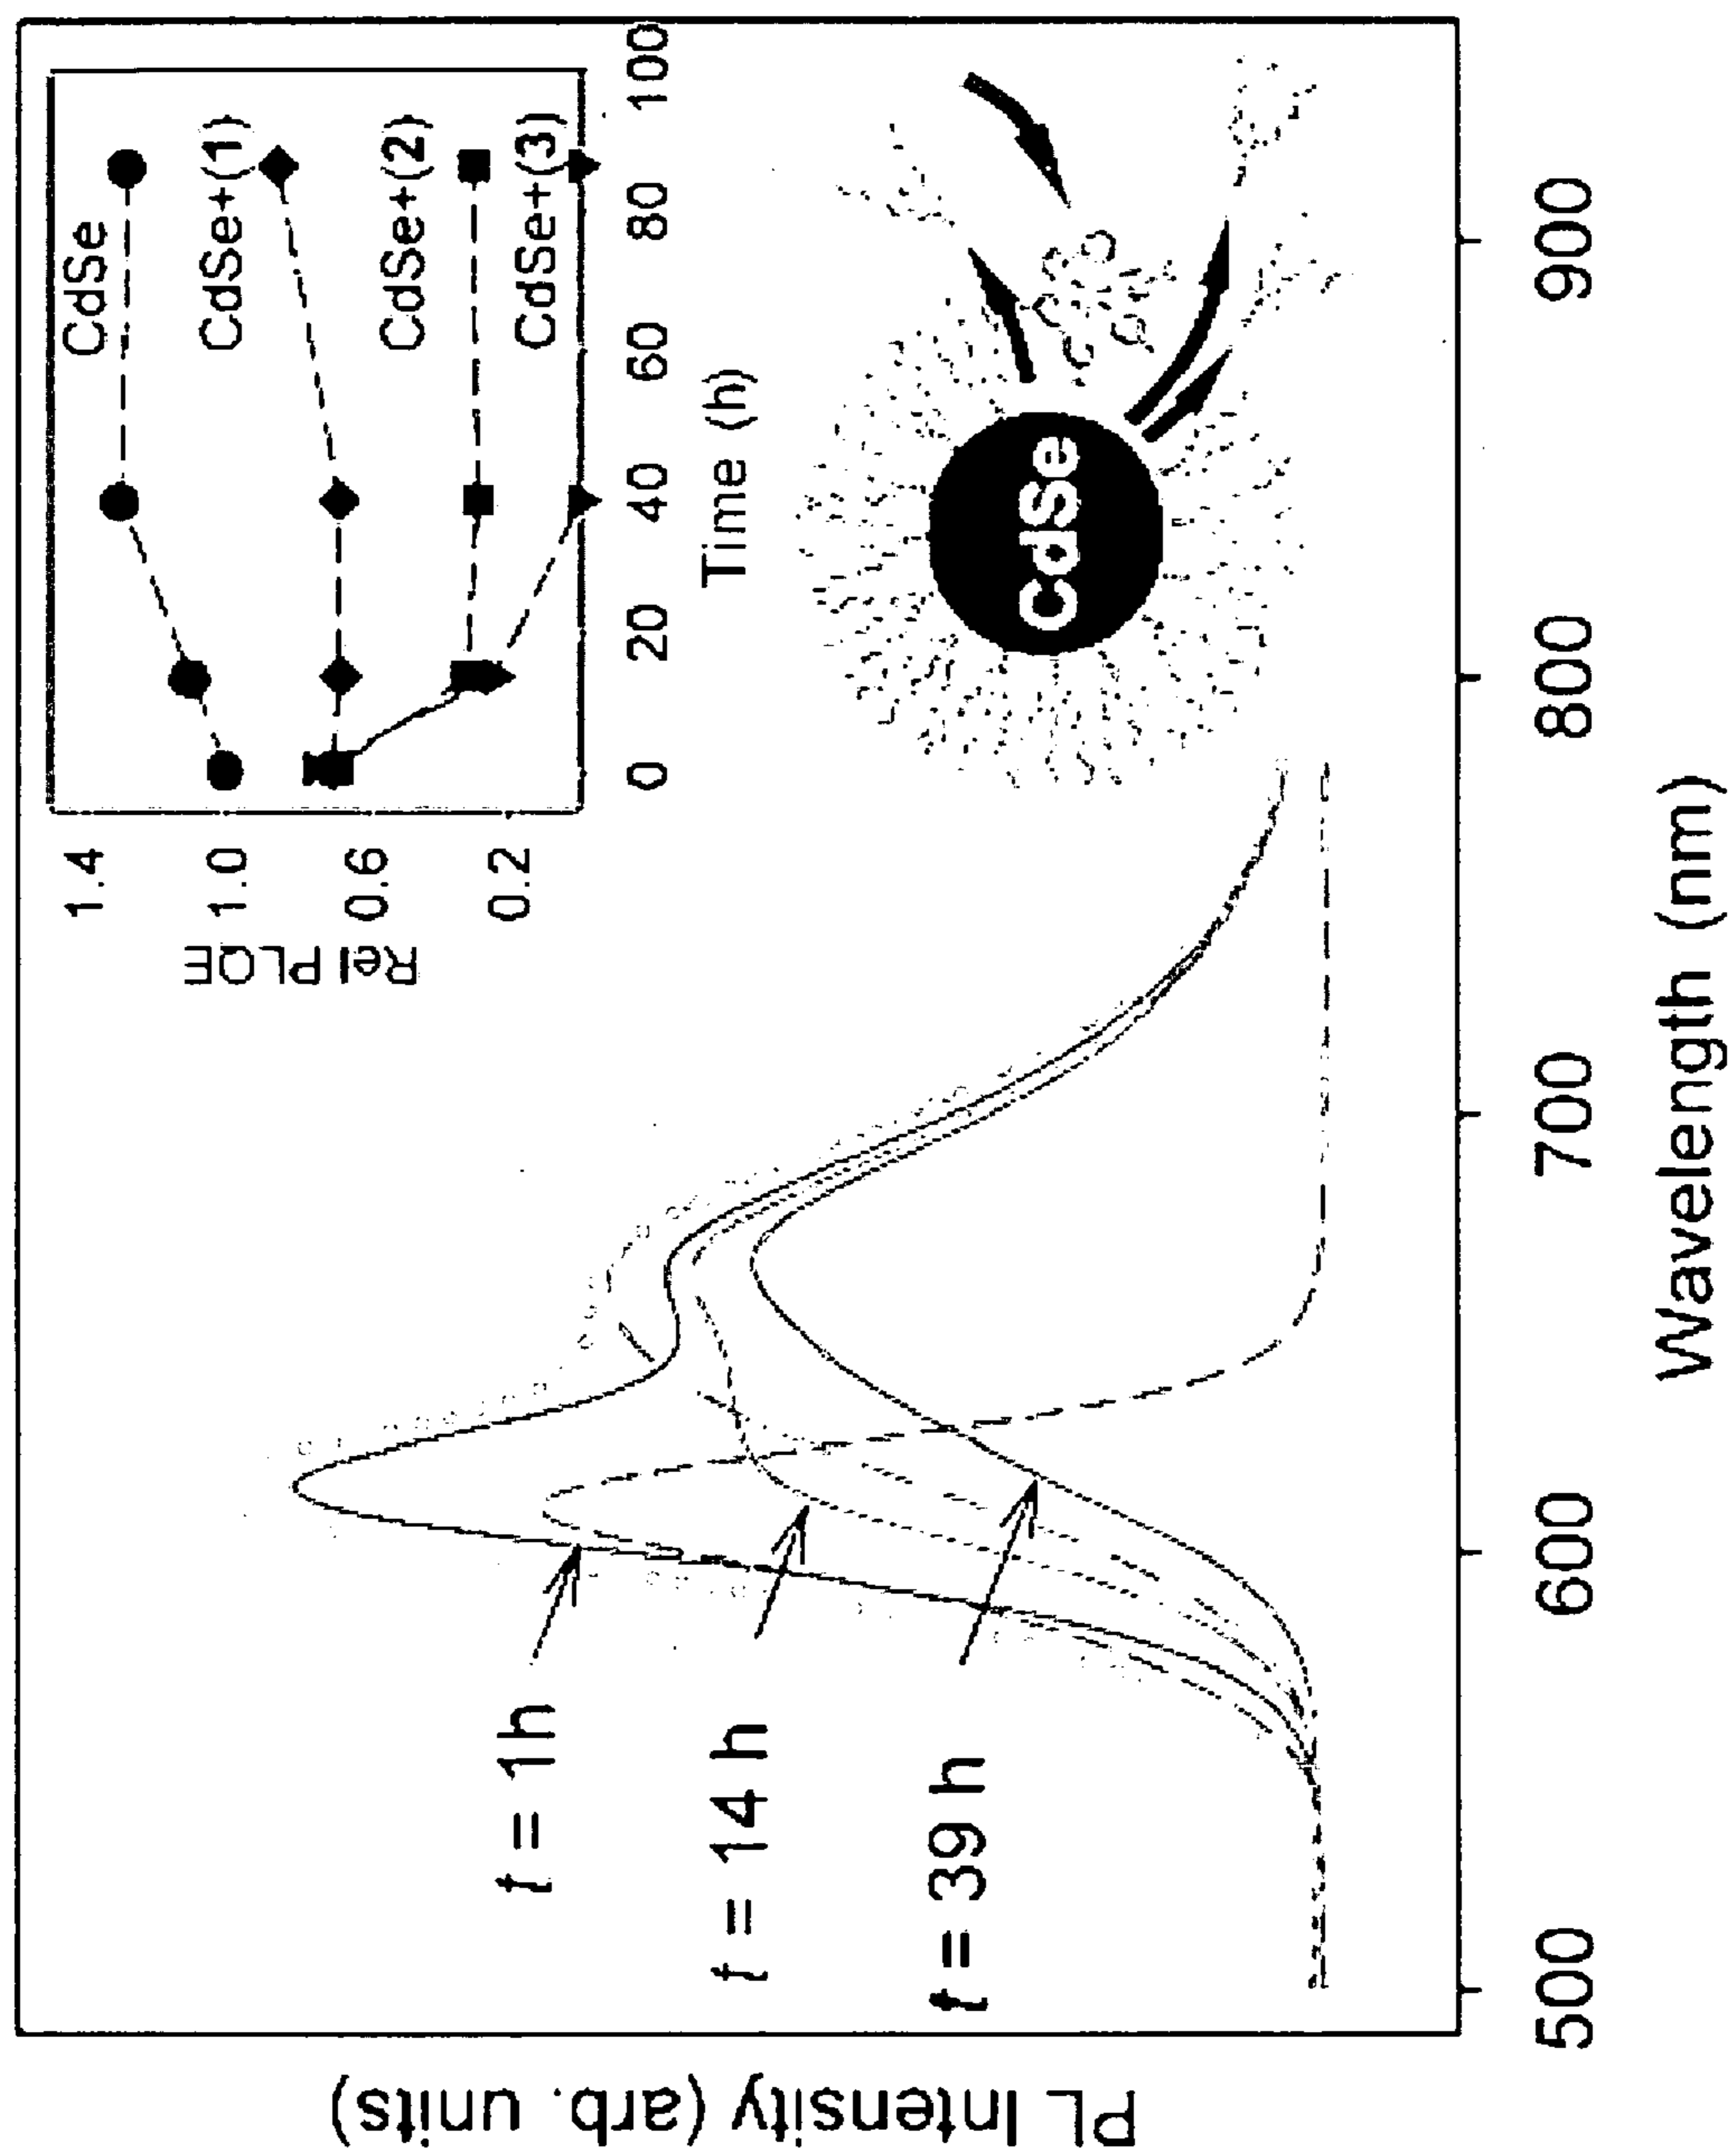 PL Intensity (arb. units)
t = 1h
t = 14 h
t = 39 h
Rel PLQE
1.4
1.0
0.6
0.2
CdSe
CdSe+(1)
CdSe+(2)
CdSe+(3)
0 20 40 60 80 100
Time (h)
CdSe
500 600 700 800 900
Wavelength (nm)